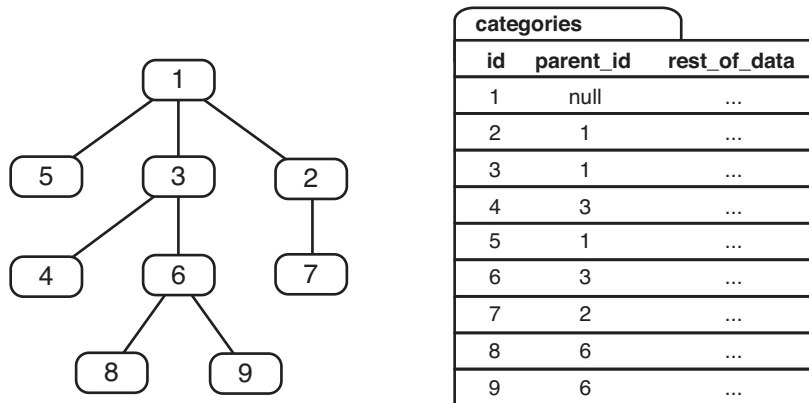 1
5 3 2
4 6 7
8 9
categories
id parent_id rest_of_data
1 null ...
2 1 ...
3 1 ...
4 3 ...
5 1 ...
6 3 ...
7 2 ...
8 6 ...
9 6 ...